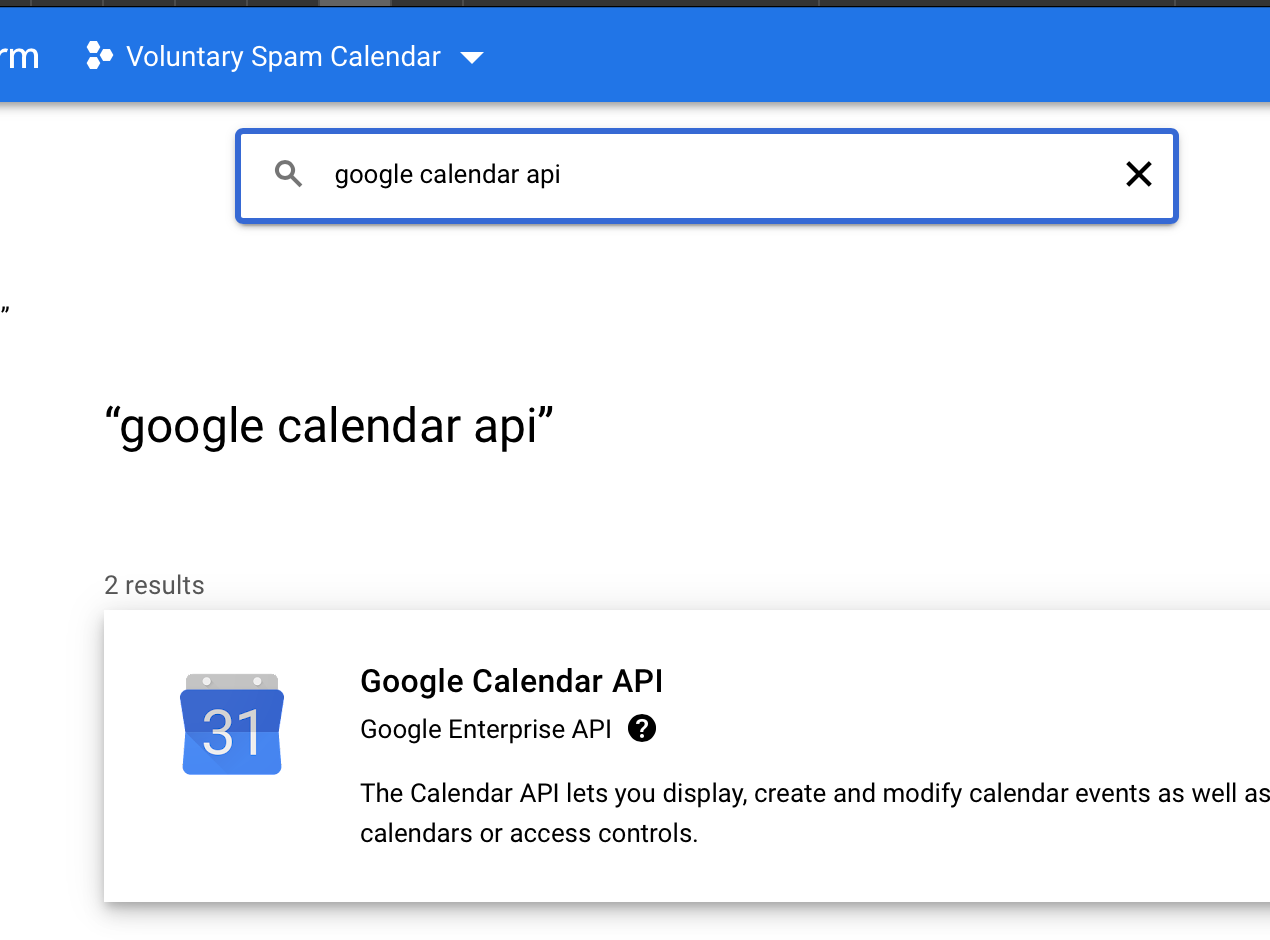 rm Voluntary Spam Calendar
google calendar api
”
“google calendar api”
2 results
31
Google Calendar API
Google Enterprise API ?
The Calendar API lets you display, create and modify calendar events as well as
calendars or access controls.